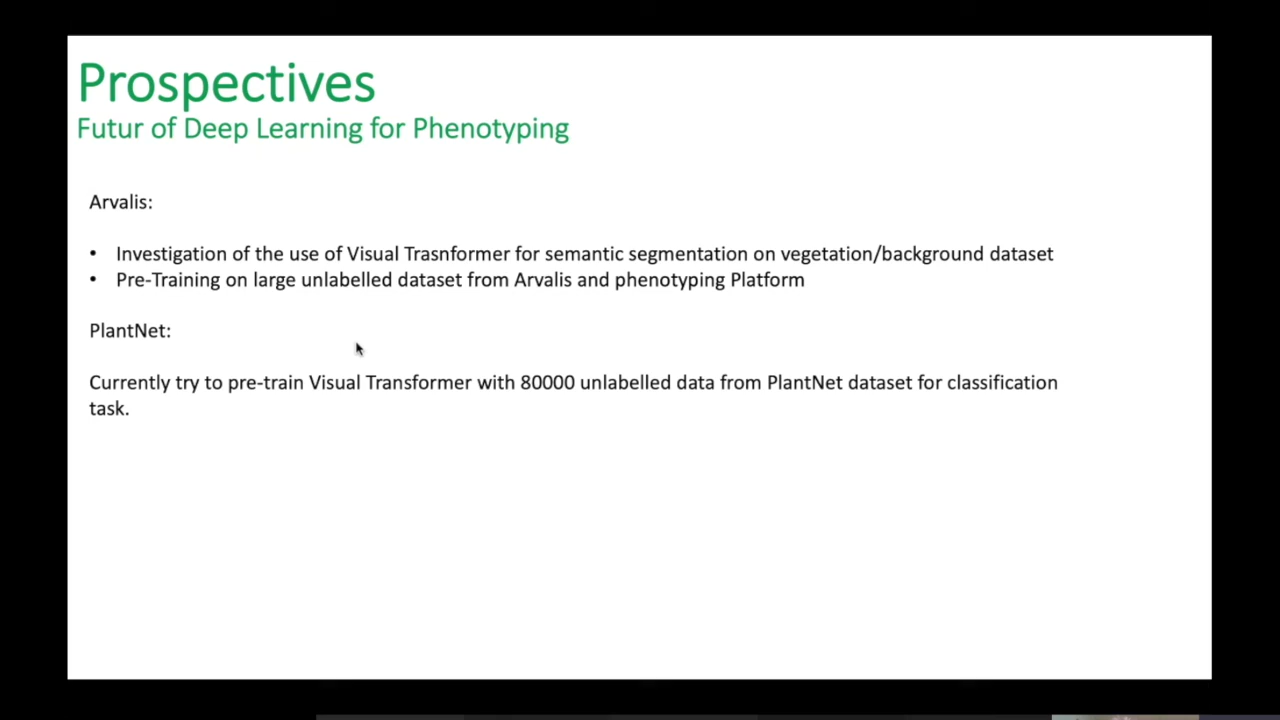 Prospectives
Futur of Deep Learning for Phenotyping
Arvalis:
• Investigation of the use of Visual Trasnformer for semantic segmentation on vegetation/background dataset
• Pre-Training on large unlabelled dataset from Arvalis and phenotyping Platform
PlantNet:
Currently try to pre-train Visual Transformer with 80000 unlabelled data from PlantNet dataset for classification
task.